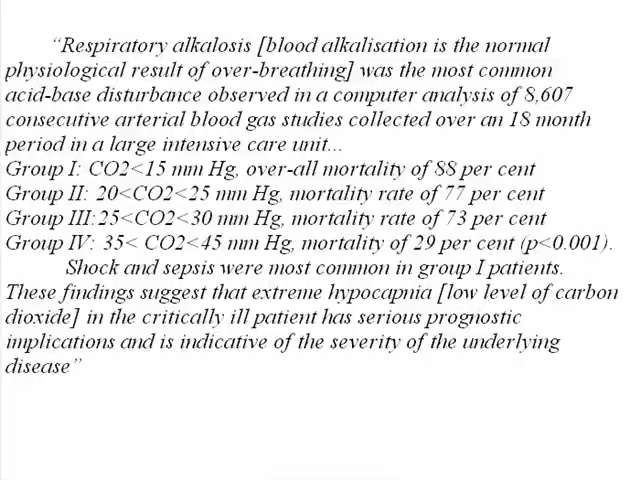 “Respiratory alkalosis [blood alkalisation is the normal
physiological result of over-breathing] was the most common
acid-base disturbance observed in a computer analysis of 8,607
consecutive arterial blood gas studies collected over an 18 month
period in a large intensive care unit...
Group I: CO2<15 mm Hg, over-all mortality of 88 per cent
Group II: 20<CO2<25 mm Hg, mortality rate of 77 per cent
Group III:25<CO2<30 mm Hg, mortality rate of 73 per cent
Group IV: 35< CO2<45 mm Hg, mortality of 29 per cent (p<0.001).
Shock and sepsis were most common in group I patients.
These findings suggest that extreme hypocapnia [low level of carbon
dioxide] in the critically ill patient has serious prognostic
implications and is indicative of the severity of the underlying
disease”